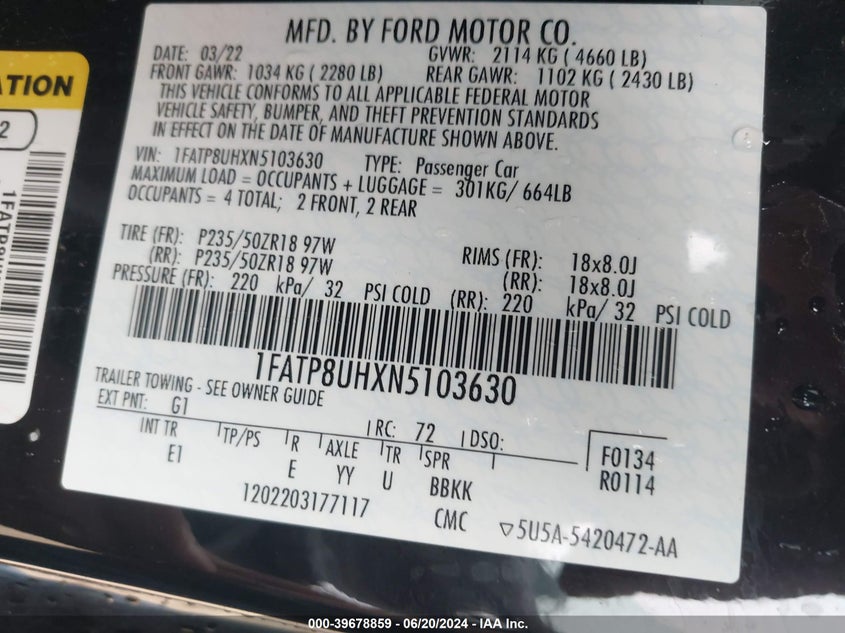 MFD. BY FORD MOTOR CO.
DATE: 03/22 GVWR: 2114 KG ( 4660 LB)
FRONT GAWR: 1034 KG ( 2280 LB) REAR GAWR: 1102 KG ( 2430 LB)
THIS VEHICLE CONFORMS TO ALL APPLICABLE FEDERAL MOTOR
VEHICLE SAFETY, BUMPER, AND THEFT PREVENTION STANDARDS
IN EFFECT ON THE DATE OF MANUFACTURE SHOWN ABOVE.
VIN: 1FATP8UHXN5103630 TYPE: Passenger Car
MAXIMUM LOAD = OCCUPANTS + LUGGAGE = 301KG/ 664LB
OCCUPANTS = 4 TOTAL; 2 FRONT, 2 REAR
TIRE (FR): P235/50ZR18 97W RIMS (FR): 18x8.0J
(RR): P235/50ZR18 97W (RR): 18x8.0J
PRESSURE (FR): 220 kPa/ 32 PSI COLD (RR): 220 kPa/ 32 PSI COLD
1FATP8UHXN5103630
TRAILER TOWING - SEE OWNER GUIDE
EXT PNT: G1 RC: 72 DSO:
INT TR TP/PS R AXLE TR SPR F0134
E1 E YY U BBKK R0114
1202203177117 CMC ▽5U5A-5420472-AA
ATION
2
1FATP8UHX
000-39678859 / 06/20/2024 - IAA Inc.